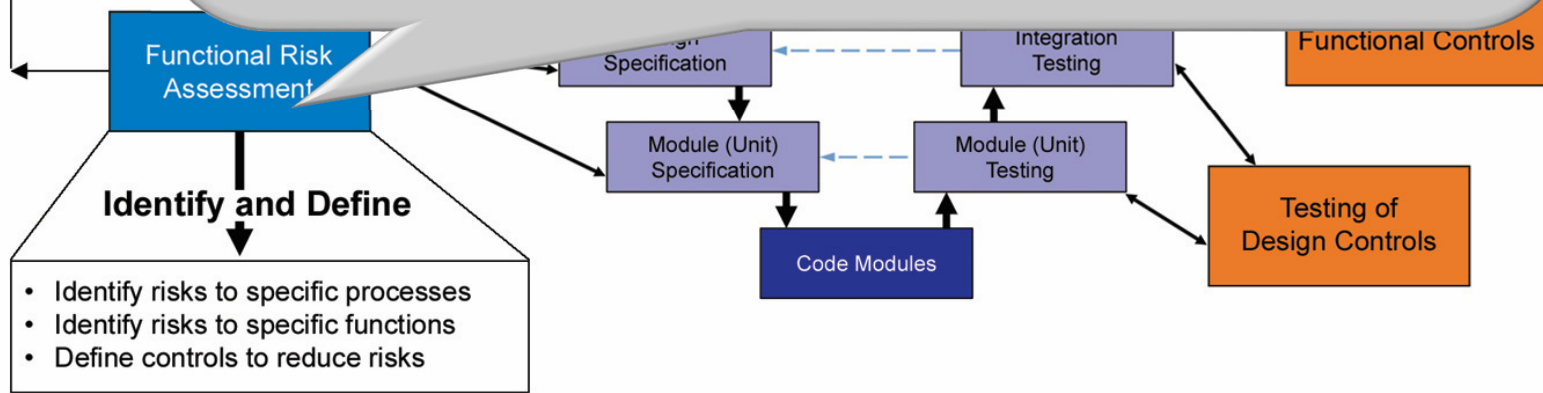 Functional Risk
Assessment
Specification
Integration
Testing
Functional Controls
Module (Unit)
Specification
Module (Unit)
Testing
Identify and Define
Testing of
Design Controls
Code Modules
• Identify risks to specific processes
• Identify risks to specific functions
• Define controls to reduce risks